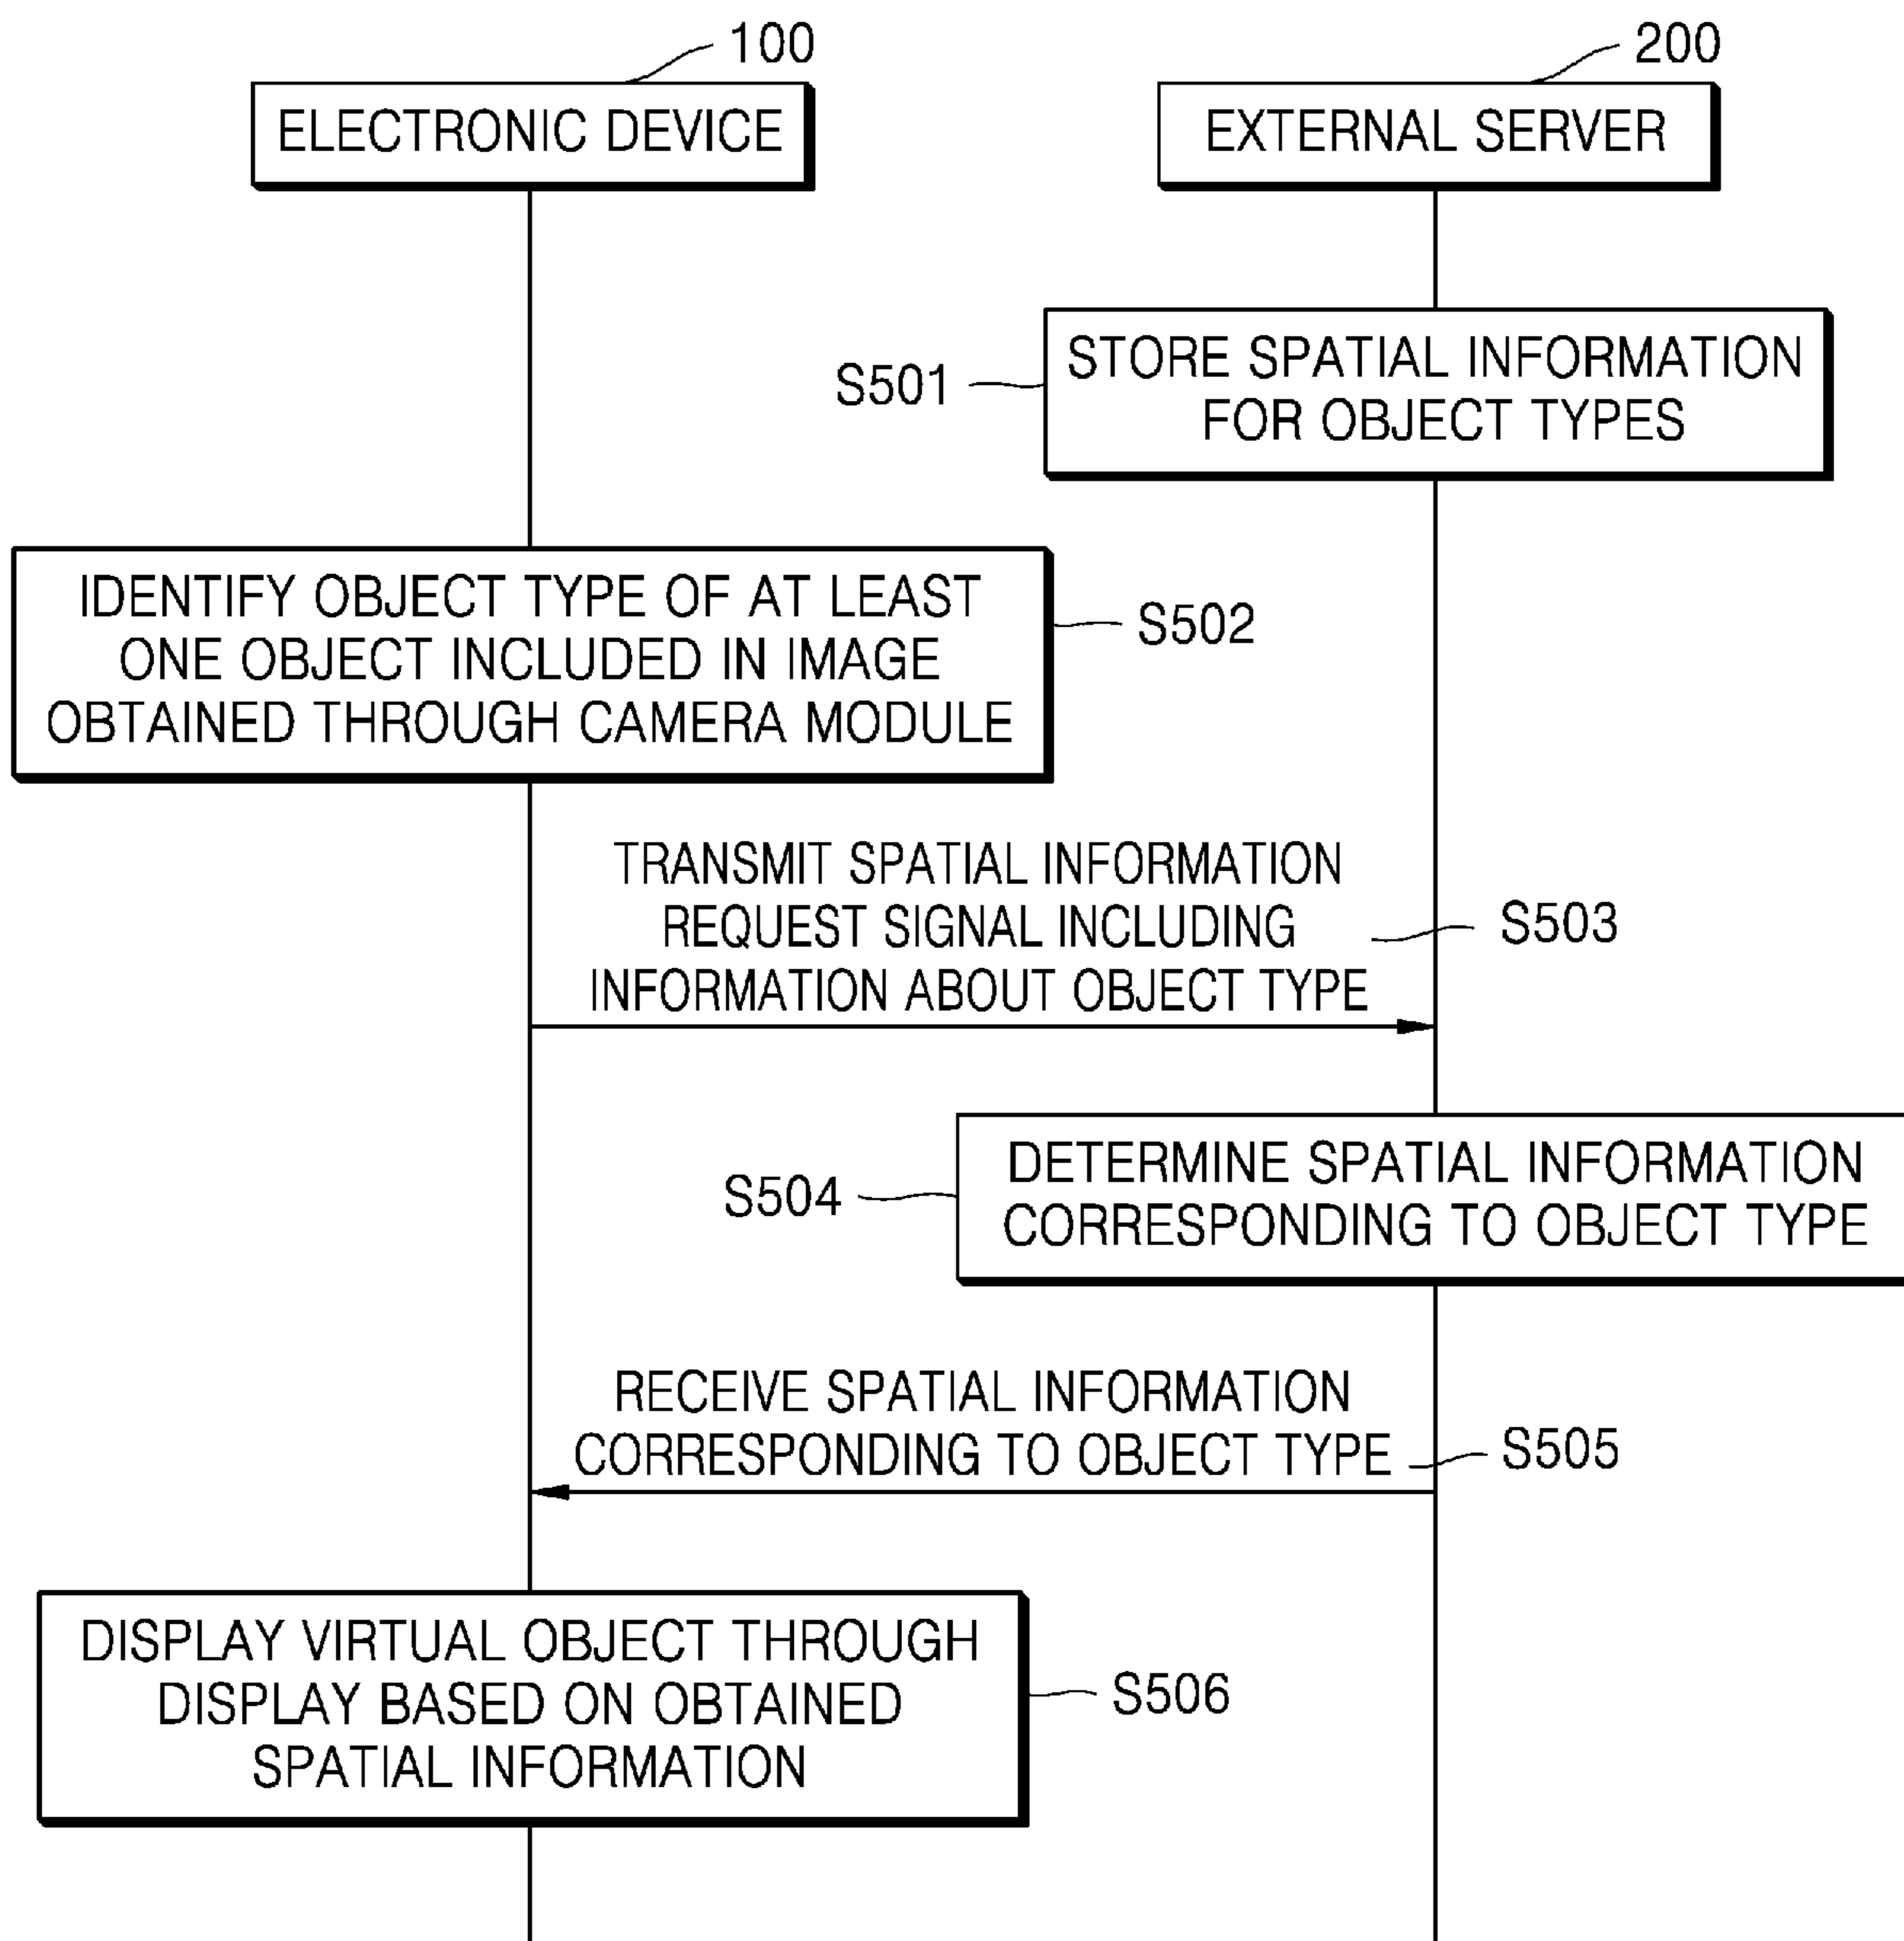 100
200
ELECTRONIC DEVICE
EXTERNAL SERVER
S501
STORE SPATIAL INFORMATION
FOR OBJECT TYPES
IDENTIFY OBJECT TYPE OF AT LEAST
ONE OBJECT INCLUDED IN IMAGE
OBTAINED THROUGH CAMERA MODULE
S502
TRANSMIT SPATIAL INFORMATION
REQUEST SIGNAL INCLUDING
INFORMATION ABOUT OBJECT TYPE
S503
S504
DETERMINE SPATIAL INFORMATION
CORRESPONDING TO OBJECT TYPE
RECEIVE SPATIAL INFORMATION
CORRESPONDING TO OBJECT TYPE
S505
DISPLAY VIRTUAL OBJECT THROUGH
DISPLAY BASED ON OBTAINED
SPATIAL INFORMATION
S506